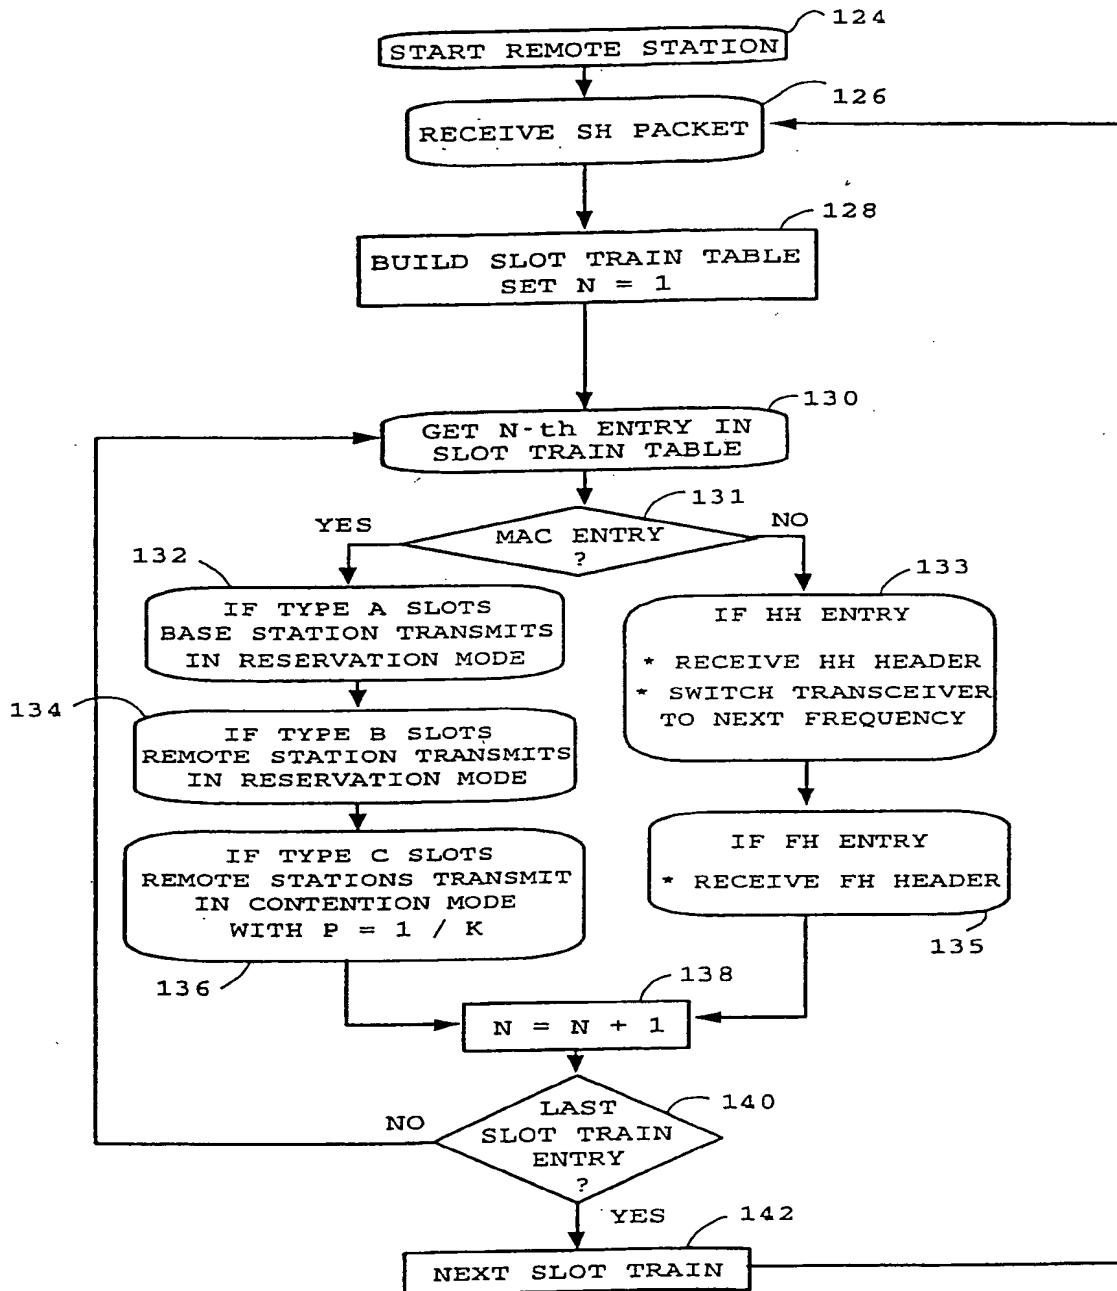 124
START REMOTE STATION
126
RECEIVE SH PACKET
128
BUILD SLOT TRAIN TABLE
SET N = 1
130
GET N-th ENTRY IN
SLOT TRAIN TABLE
131
YES
MAC ENTRY
?
NO
132
IF TYPE A SLOTS
BASE STATION TRANSMITS
IN RESERVATION MODE
133
IF HH ENTRY
* RECEIVE HH HEADER
* SWITCH TRANSCEIVER
TO NEXT FREQUENCY
134
IF TYPE B SLOTS
REMOTE STATION TRANSMITS
IN RESERVATION MODE
IF TYPE C SLOTS
REMOTE STATIONS TRANSMIT
IN CONTENTION MODE
WITH P = 1 / K
136
IF FH ENTRY
* RECEIVE FH HEADER
135
138
N = N + 1
140
NO
LAST
SLOT TRAIN
ENTRY
?
YES
142
NEXT SLOT TRAIN